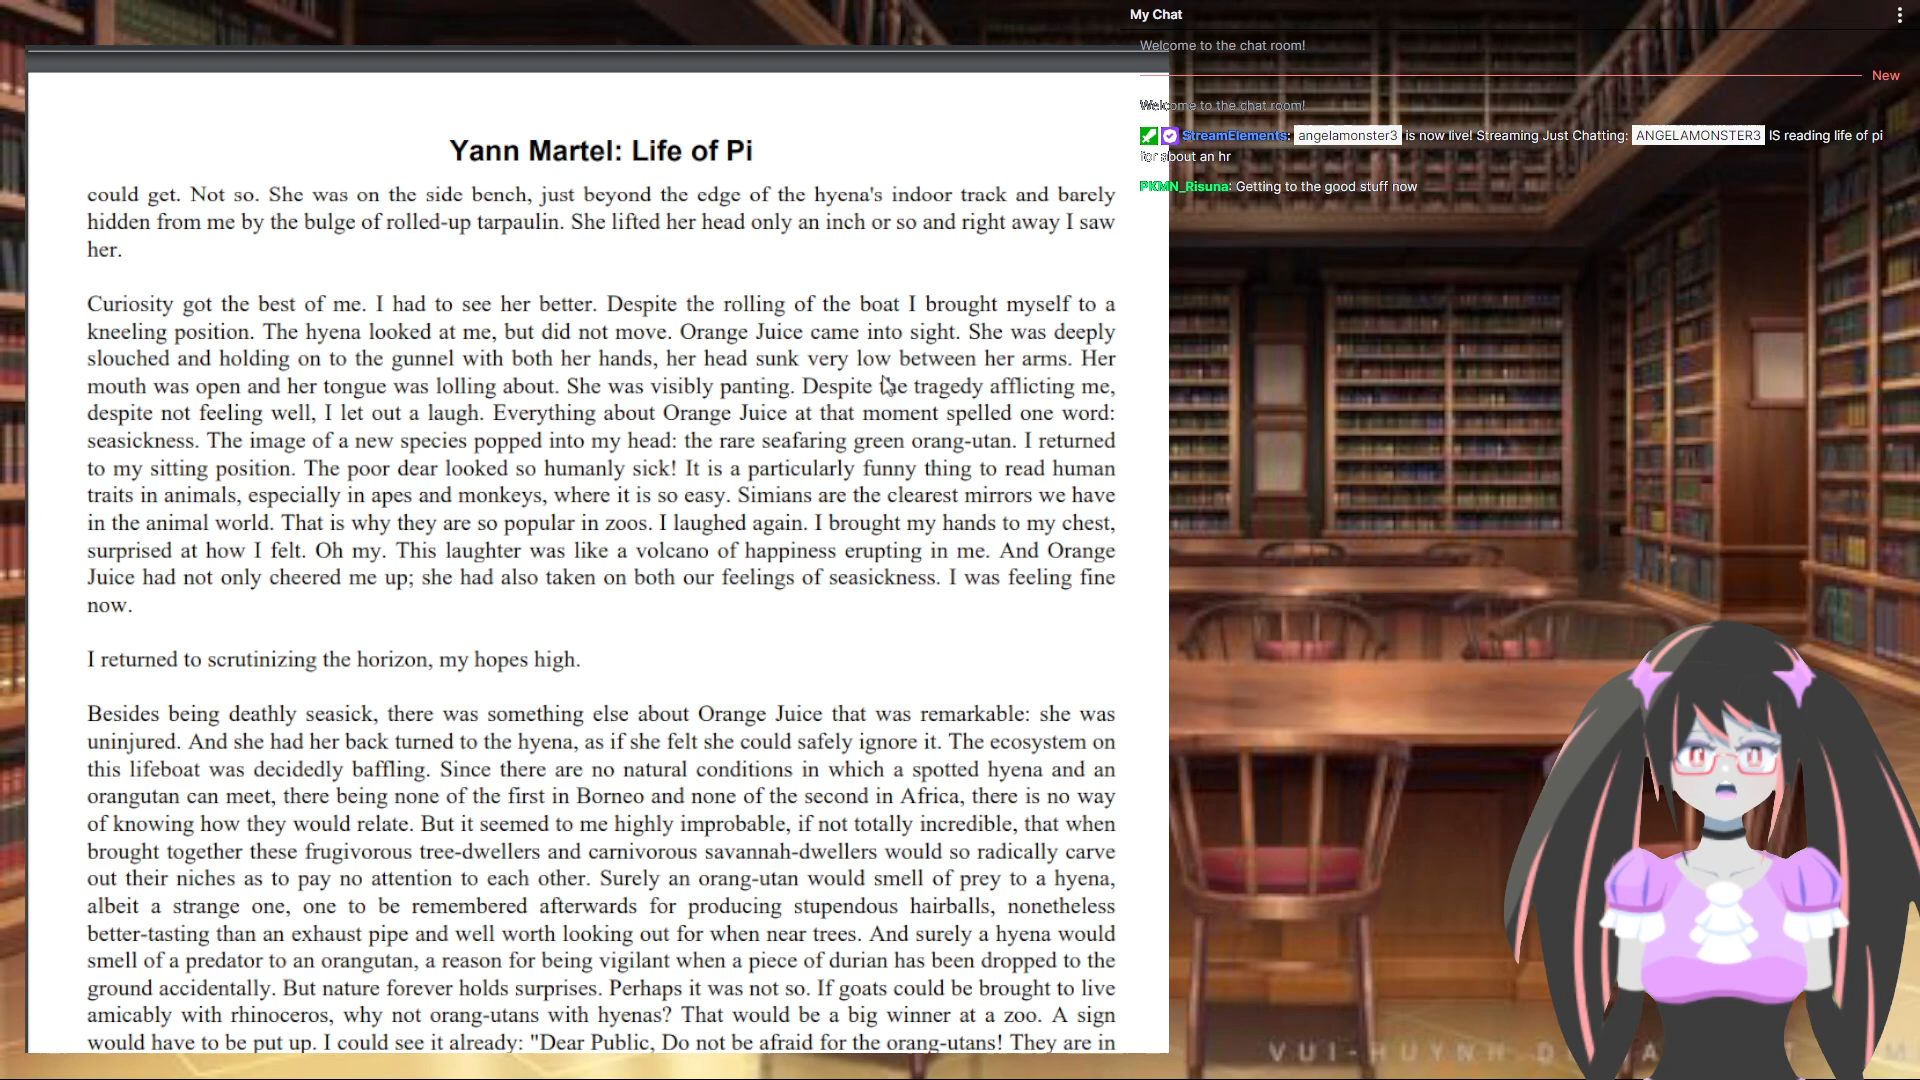 Yann Martel: Life of Pi
could get. Not so. She was on the side bench, just beyond the edge of the hyena's indoor track and barely
hidden from me by the bulge of rolled-up tarpaulin. She lifted her head only an inch or so and right away I saw
her.
Curiosity got the best of me. I had to see her better. Despite the rolling of the boat I brought myself to a
kneeling position. The hyena looked at me, but did not move. Orange Juice came into sight. She was deeply
slouched and holding on to the gunnel with both her hands, her head sunk very low between her arms. Her
mouth was open and her tongue was lolling about. She was visibly panting. Despite the tragedy afflicting me,
despite not feeling well, I let out a laugh. Everything about Orange Juice at that moment spelled one word:
seasickness. The image of a new species popped into my head: the rare seafaring green orang-utan. I returned
to my sitting position. The poor dear looked so humanly sick! It is a particularly funny thing to read human
traits in animals, especially in apes and monkeys, where it is so easy. Simians are the clearest mirrors we have
in the animal world. That is why they are so popular in zoos. I laughed again. I brought my hands to my chest,
surprised at how I felt. Oh my. This laughter was like a volcano of happiness erupting in me. And Orange
Juice had not only cheered me up; she had also taken on both our feelings of seasickness. I was feeling fine
now.
I returned to scrutinizing the horizon, my hopes high.
Besides being deathly seasick, there was something else about Orange Juice that was remarkable: she was
uninjured. And she had her back turned to the hyena, as if she felt she could safely ignore it. The ecosystem on
this lifeboat was decidedly baffling. Since there are no natural conditions in which a spotted hyena and an
orangutan can meet, there being none of the first in Borneo and none of the second in Africa, there is no way
of knowing how they would relate. But it seemed to me highly improbable, if not totally incredible, that when
brought together these frugivorous tree-dwellers and carnivorous savannah-dwellers would so radically carve
out their niches as to pay no attention to each other. Surely an orang-utan would smell of prey to a hyena,
albeit a strange one, one to be remembered afterwards for producing stupendous hairballs, nonetheless
better-tasting than an exhaust pipe and well worth looking out for when near trees. And surely a hyena would
smell of a predator to an orangutan, a reason for being vigilant when a piece of durian has been dropped to the
ground accidentally. But nature forever holds surprises. Perhaps it was not so. If goats could be brought to live
amicably with rhinoceros, why not orang-utans with hyenas? That would be a big winner at a zoo. A sign
would have to be put up. I could see it already: "Dear Public, Do not be afraid for the orang-utans! They are in
My Chat
Welcome to the chat room!
New
Welcome to the chat room!
StreamElements: angelamonster3 is now live! Streaming Just Chatting: ANGELAMONSTER3 IS reading life of pi
for about an hr
PKMN_Risuna: Getting to the good stuff now
VUI-HUYNH